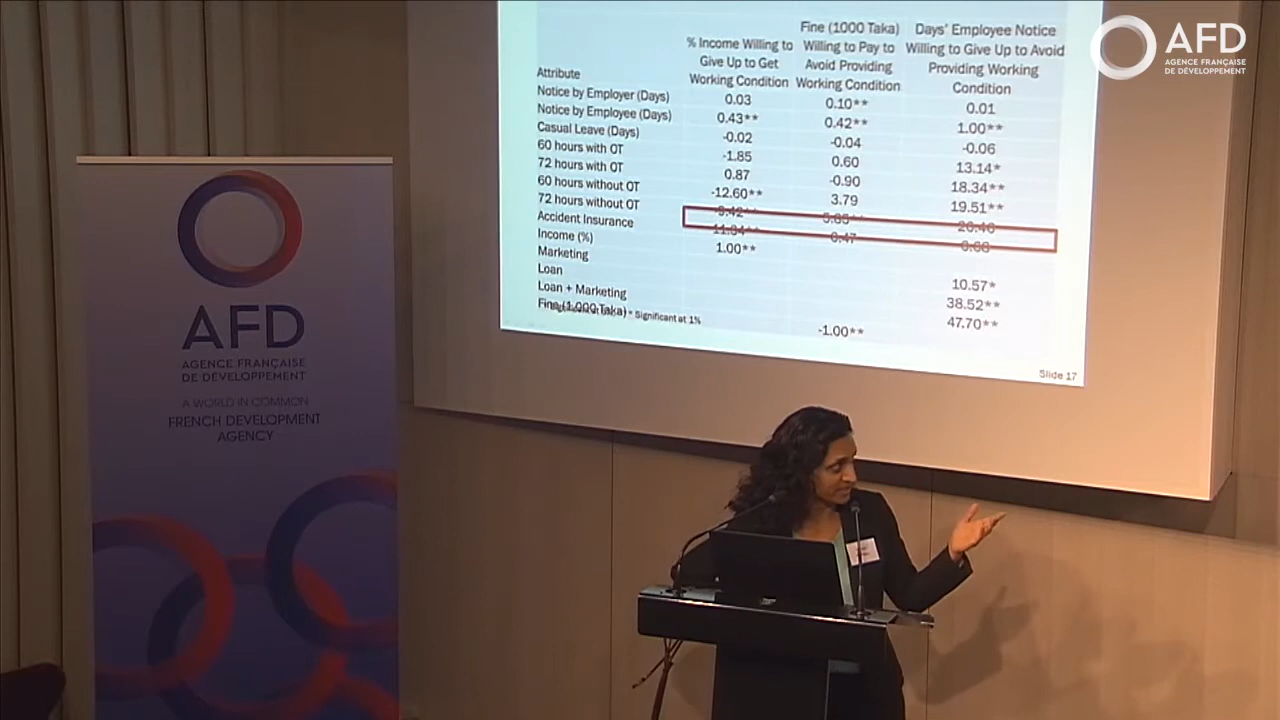 AFD
AGENCE FRANÇAISE
DE DÉVELOPPEMENT
% Income Willing to
Give Up to Get
Working Condition
Fine (1000 Taka)
Willing to Pay to
Avoid Providing
Working Condition
Days' Employee Notice
Willing to Give Up to Avoid
Providing Working
Condition
Attribute
Notice by Employer (Days) 0.03 0.10** 0.01
Notice by Employee (Days) 0.43** 0.42** 1.00**
Casual Leave (Days) -0.02 -0.04 -0.06
60 hours with OT -1.85 0.60 13.14*
72 hours with OT 0.87 -0.90 18.34**
60 hours without OT -12.60** 3.79 19.51**
72 hours without OT
Accident Insurance
Income (%) 1.00**
Marketing 10.57*
Loan 38.52**
Loan + Marketing 47.70**
Fine (1,000 Taka) -1.00**
* Significant at 1%
Slide 17
AFD
AGENCE FRANÇAISE
DE DÉVELOPPEMENT
A WORLD IN COMMON
FRENCH DEVELOPMENT
AGENCY